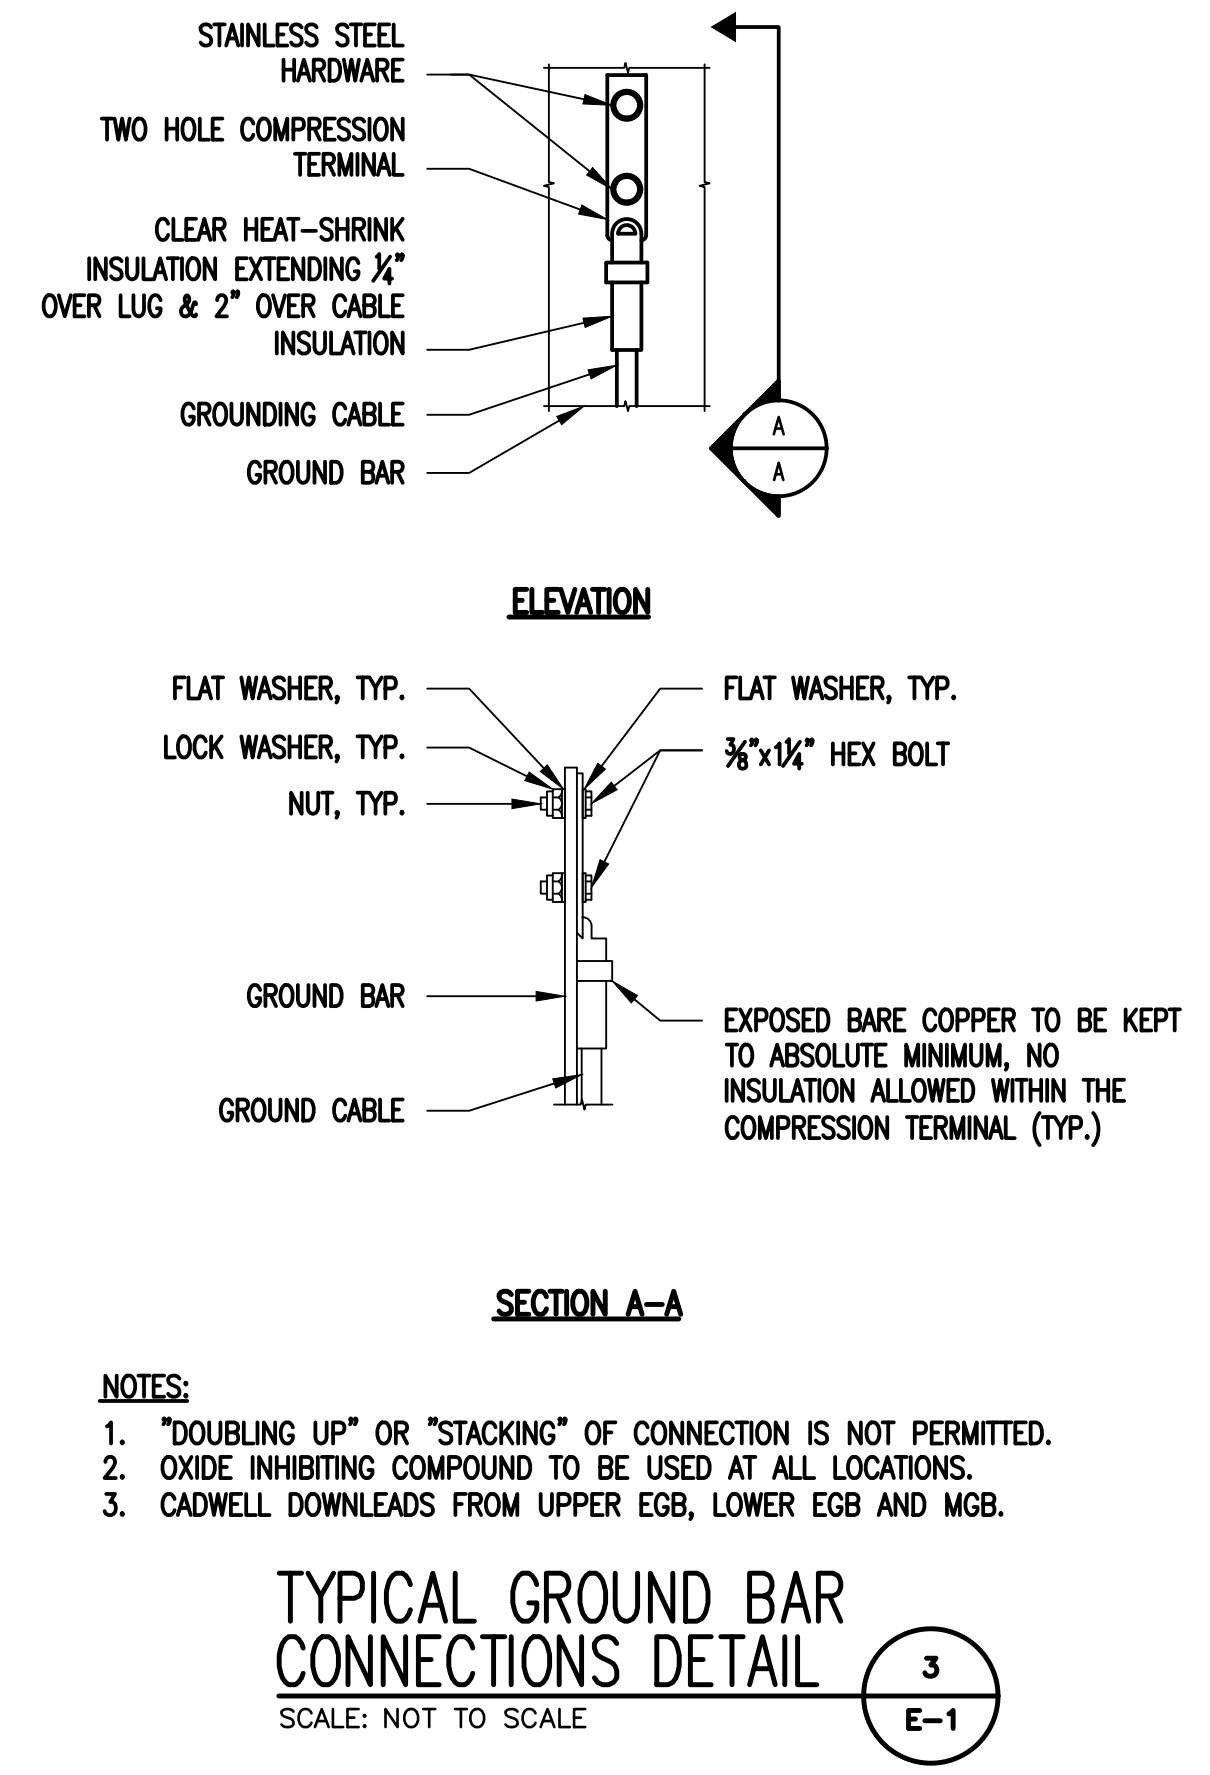 STAINLESS STEEL
HARDWARE
TWO HOLE COMPRESSION
TERMINAL
CLEAR HEAT-SHRINK
INSULATION EXTENDING ¼"
OVER LUG & 2" OVER CABLE
INSULATION
GROUNDING CABLE
GROUND BAR
A
A
ELEVATION
FLAT WASHER, TYP.
LOCK WASHER, TYP.
NUT, TYP.
FLAT WASHER, TYP.
⅜"x1¼" HEX BOLT
GROUND BAR
GROUND CABLE
EXPOSED BARE COPPER TO BE KEPT
TO ABSOLUTE MINIMUM, NO
INSULATION ALLOWED WITHIN THE
COMPRESSION TERMINAL (TYP.)
SECTION A-A
NOTES:
1. "DOUBLING UP" OR "STACKING" OF CONNECTION IS NOT PERMITTED.
2. OXIDE INHIBITING COMPOUND TO BE USED AT ALL LOCATIONS.
3. CADWELL DOWNLEADS FROM UPPER EGB, LOWER EGB AND MGB.
TYPICAL GROUND BAR
CONNECTIONS DETAIL
SCALE: NOT TO SCALE
3
E-1